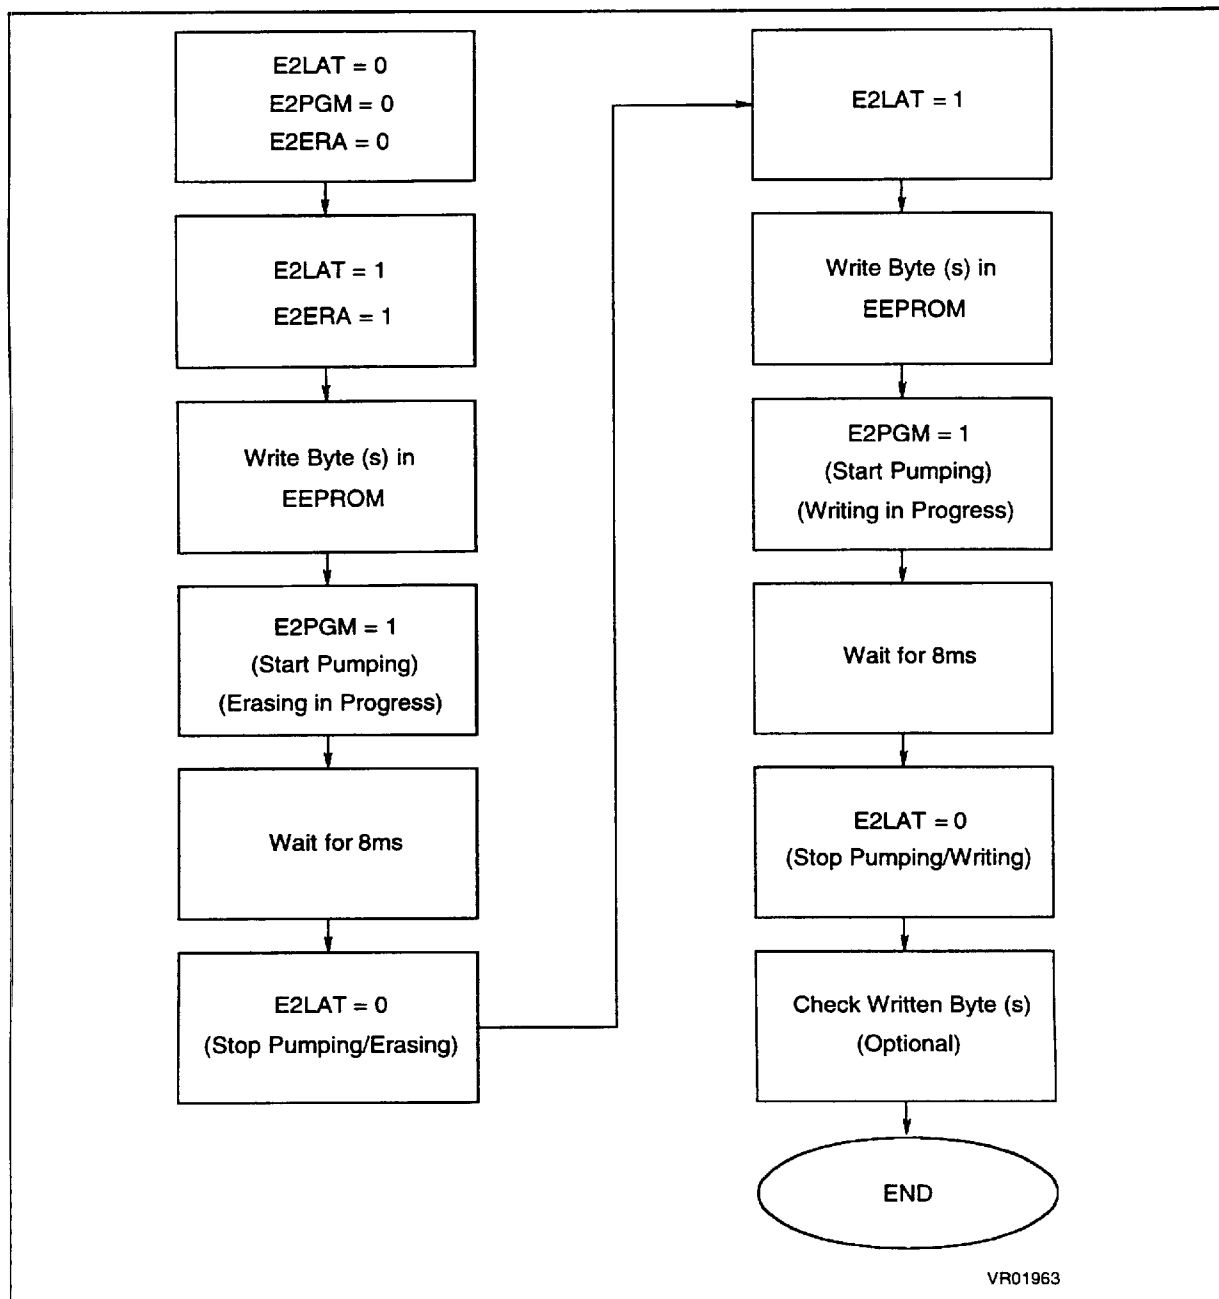 E2LAT = 0
E2PGM = 0
E2ERA = 0
E2LAT = 1
E2ERA = 1
Write Byte (s) in
EEPROM
E2PGM = 1
(Start Pumping)
(Erasing in Progress)
Wait for 8ms
E2LAT = 0
(Stop Pumping/Erasing)
E2LAT = 1
Write Byte (s) in
EEPROM
E2PGM = 1
(Start Pumping)
(Writing in Progress)
Wait for 8ms
E2LAT = 0
(Stop Pumping/Writing)
Check Written Byte (s)
(Optional)
END
VR01963